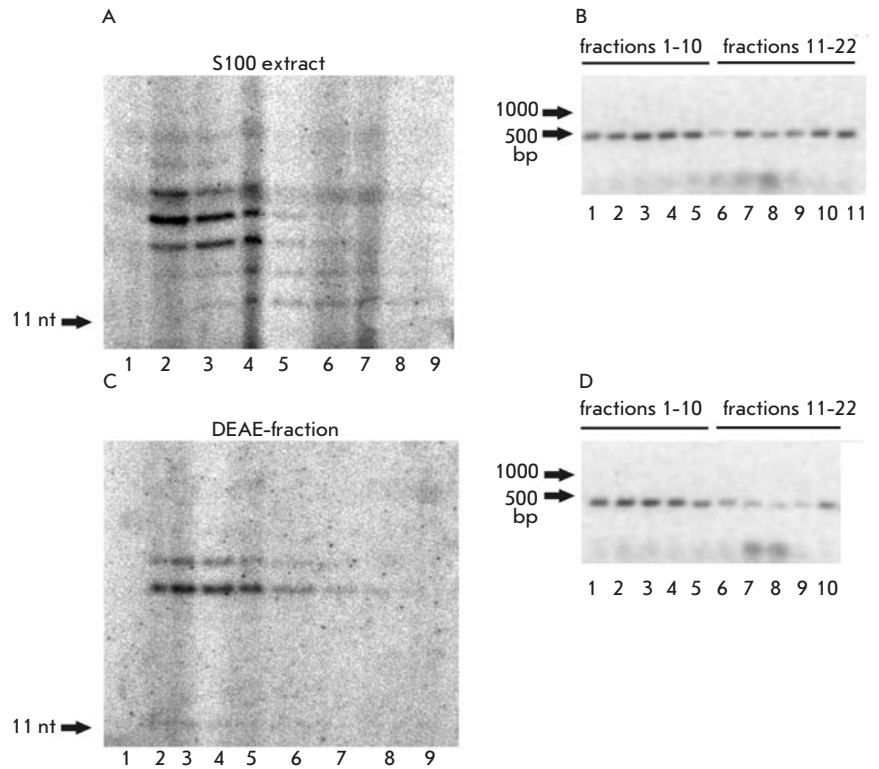 A
S100 extract
11 nt
1 2 3 4 5 6 7 8 9
B
fractions 1-10 fractions 11-22
1000
500
bp
1 2 3 4 5 6 7 8 9 10 11
C
DEAE-fraction
11 nt
1 2 3 4 5 6 7 8 9
D
fractions 1-10 fractions 11-22
1000
500
bp
1 2 3 4 5 6 7 8 9 10